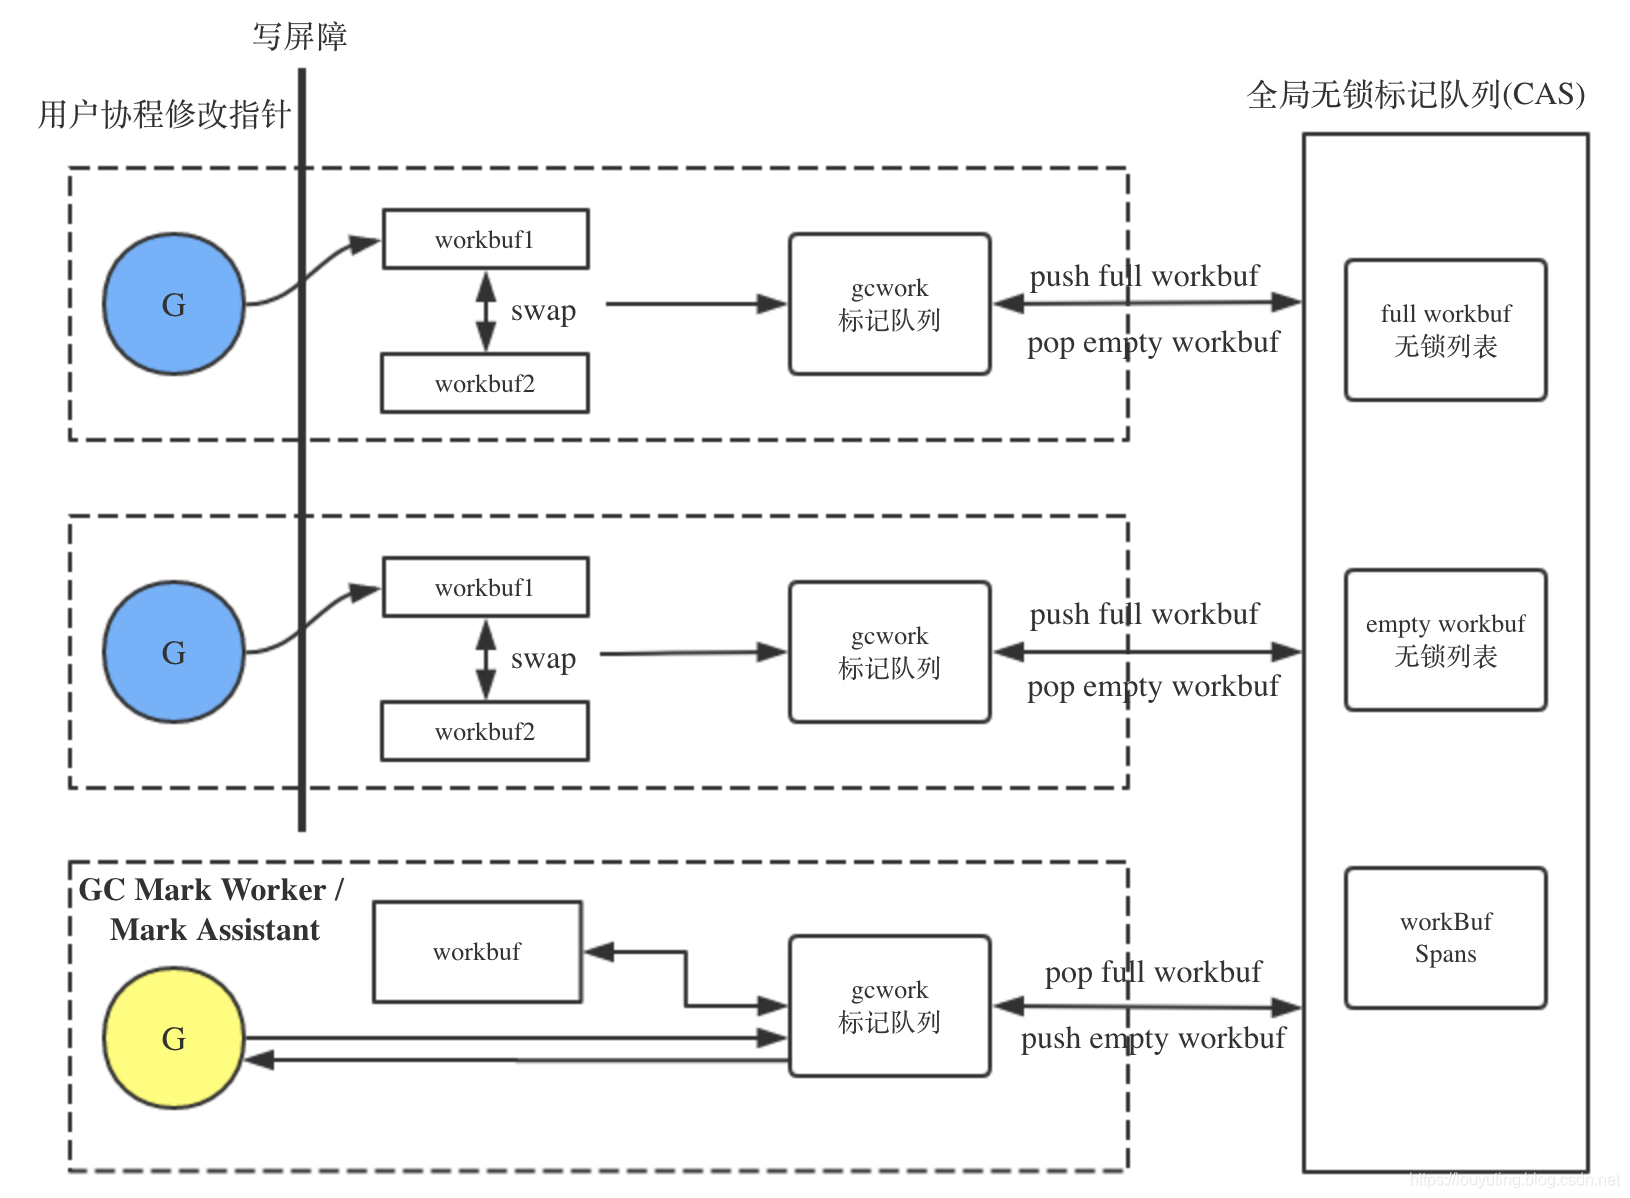 写屏障
用户协程修改指针
全局无锁标记队列(CAS)
G
workbuf1
swap
workbuf2
gcwork
标记队列
push full workbuf
pop empty workbuf
full workbuf
无锁列表
G
workbuf1
swap
workbuf2
gcwork
标记队列
push full workbuf
pop empty workbuf
empty workbuf
无锁列表
GC Mark Worker /
Mark Assistant
G
workbuf
gcwork
标记队列
pop full workbuf
push empty workbuf
workBuf
Spans
https://louyuting.blog.csdn.net